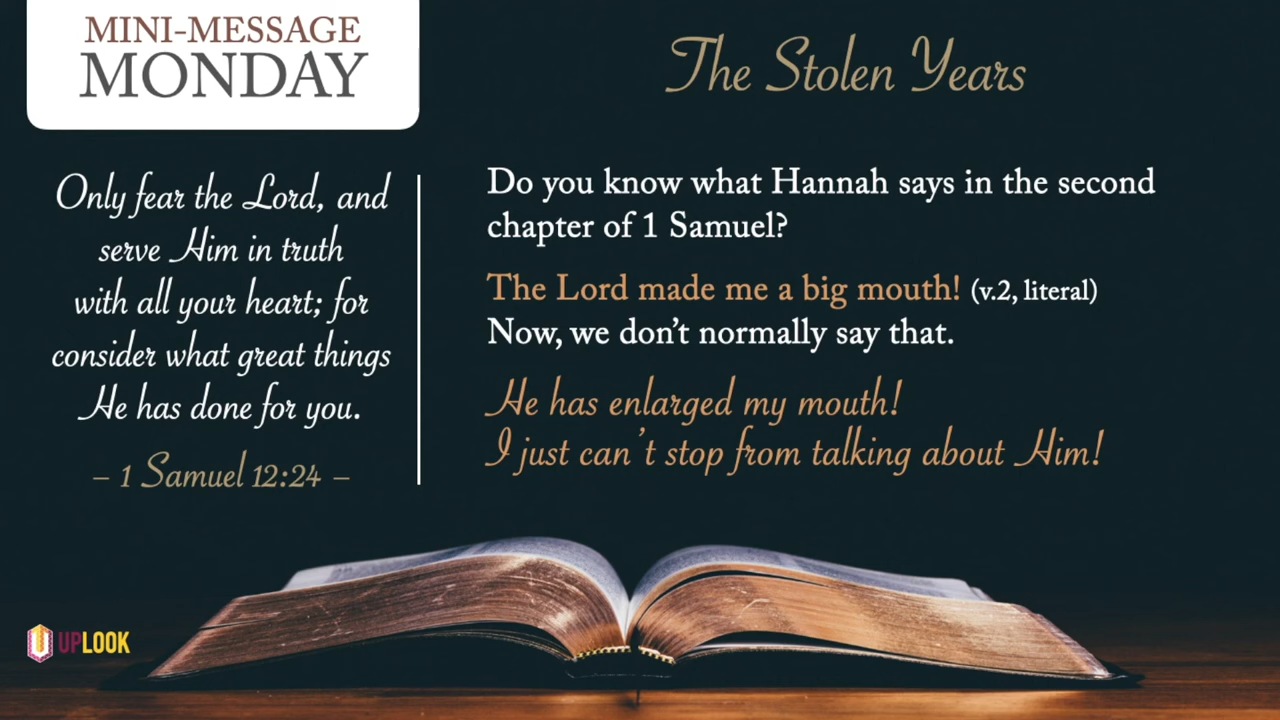 MINI-MESSAGE
MONDAY
The Stolen Years
Only fear the Lord, and
serve Him in truth
with all your heart; for
consider what great things
He has done for you.
– 1 Samuel 12:24 –
Do you know what Hannah says in the second
chapter of 1 Samuel?
The Lord made me a big mouth! (v.2, literal)
Now, we don’t normally say that.
He has enlarged my mouth!
I just can’t stop from talking about Him!
UPLOOK